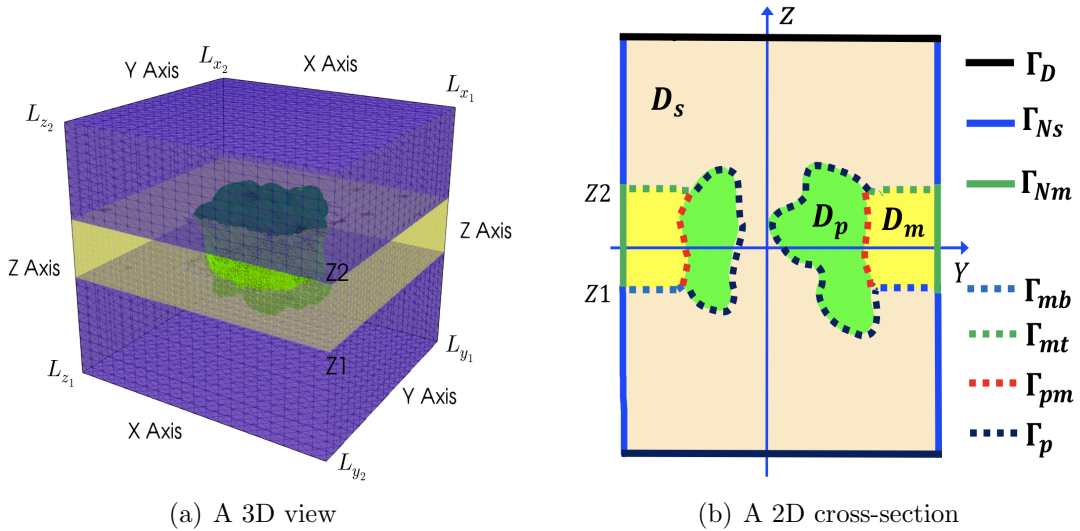 L_{x_2}
X Axis
Y Axis
L_{x_1}
L_{z_2}
Z Axis
Z Axis
Z2
L_{y_1}
Z1
L_{z_1}
Y Axis
X Axis
L_{y_2}
(a) A 3D view
Z
D_s
Z2
D_p
D_m
Y
Z1
Γ_D
Γ_{Ns}
Γ_{Nm}
Γ_{mb}
Γ_{mt}
Γ_{pm}
Γ_p
(b) A 2D cross-section